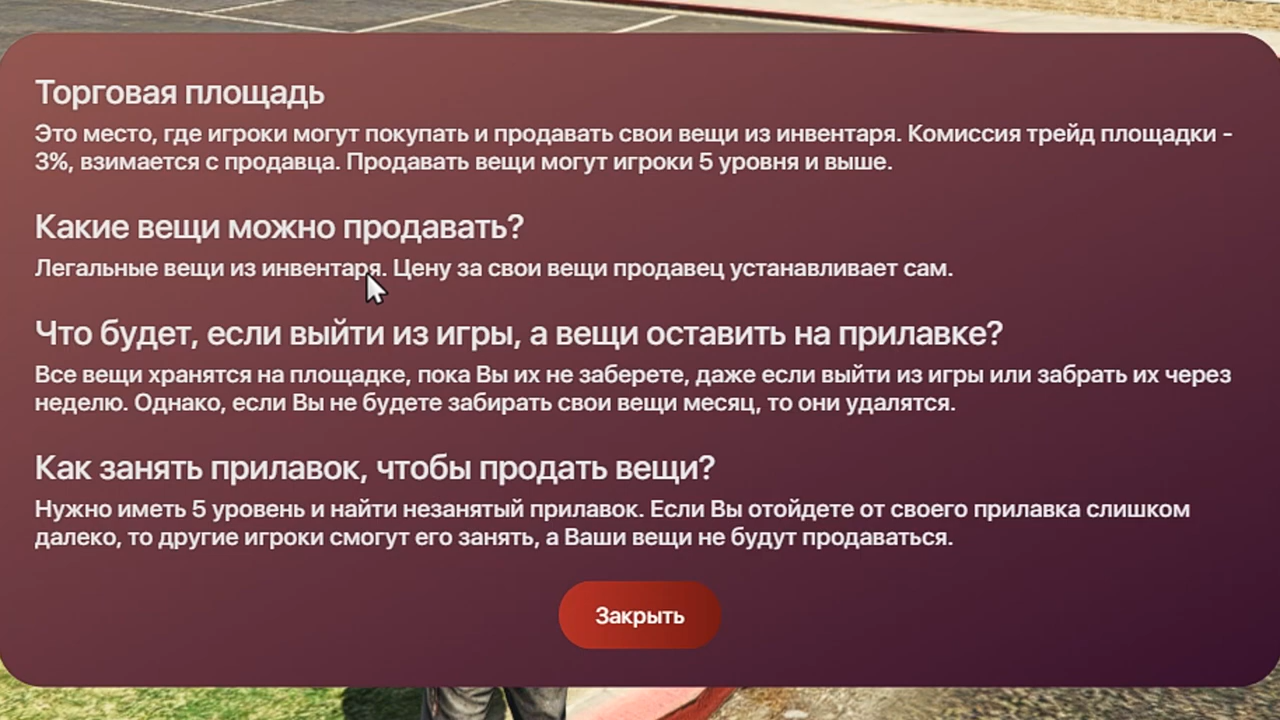 Торговая площадь
Это место, где игроки могут покупать и продавать свои вещи из инвентаря. Комиссия трейд площадки -
3%, взимается с продавца. Продавать вещи могут игроки 5 уровня и выше.
Какие вещи можно продавать?
Легальные вещи из инвентаря. Цену за свои вещи продавец устанавливает сам.
Что будет, если выйти из игры, а вещи оставить на прилавке?
Все вещи хранятся на площадке, пока Вы их не заберете, даже если выйти из игры или забрать их через
неделю. Однако, если Вы не будете забирать свои вещи месяц, то они удалятся.
Как занять прилавок, чтобы продать вещи?
Нужно иметь 5 уровень и найти незанятый прилавок. Если Вы отойдете от своего прилавка слишком
далеко, то другие игроки смогут его занять, а Ваши вещи не будут продаваться.
Закрыть